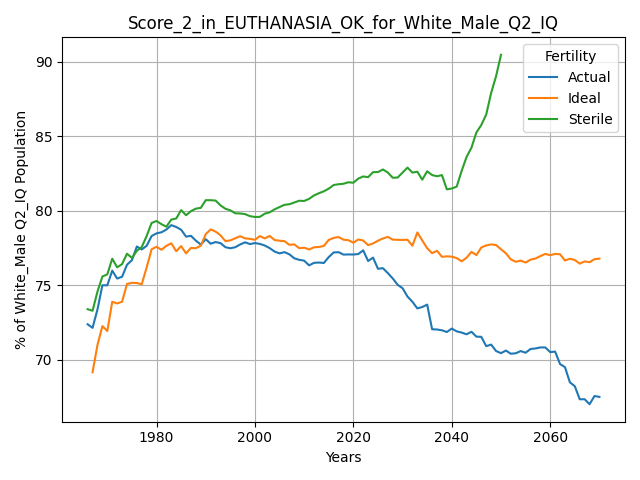 Score_2_in_EUTHANASIA_OK_for_White_Male_Q2_IQ
% of White_Male Q2_IQ Population
90
85
80
75
70
Fertility
Actual
Ideal
Sterile
1980
2000
2020
2040
2060
Years